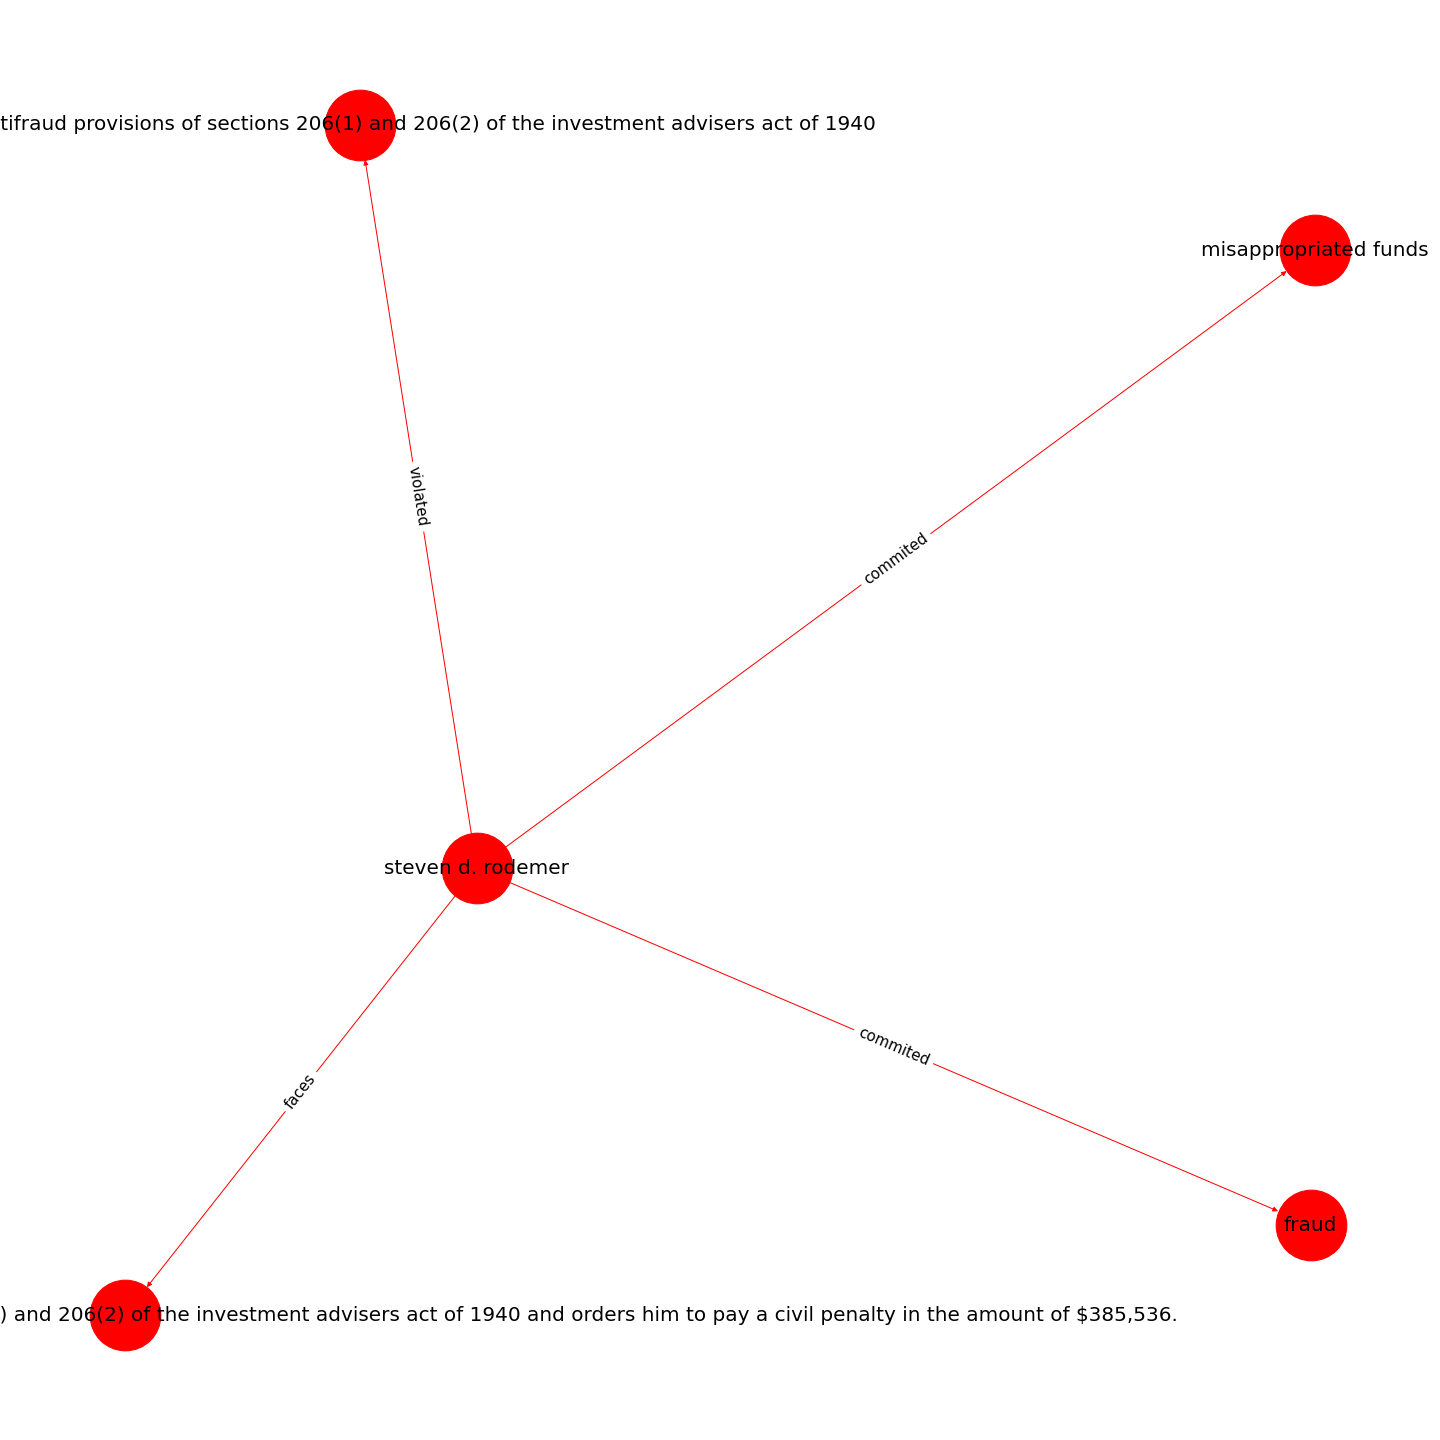 tifraud provisions of sections 206(1) and 206(2) of the investment advisers act of 1940
misappropriated funds
violated
commited
steven d. rodemer
commited
faces
fraud
) and 206(2) of the investment advisers act of 1940 and orders him to pay a civil penalty in the amount of $385,536.